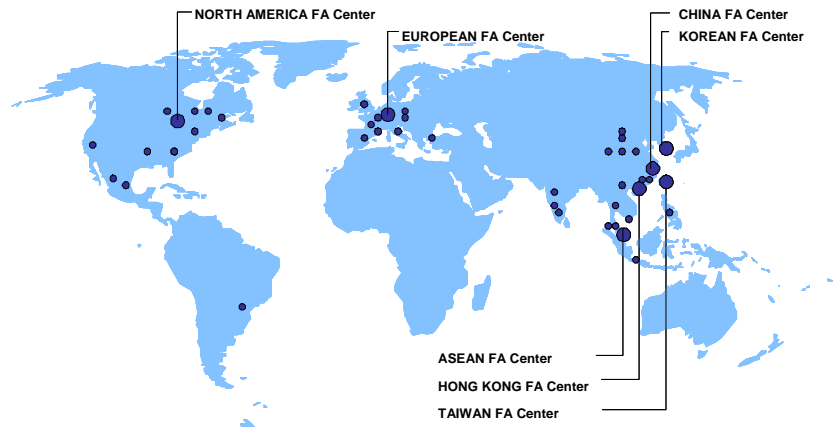 NORTH AMERICA FA Center
CHINA FA Center
EUROPEAN FA Center
KOREAN FA Center
ASEAN FA Center
HONG KONG FA Center
TAIWAN FA Center